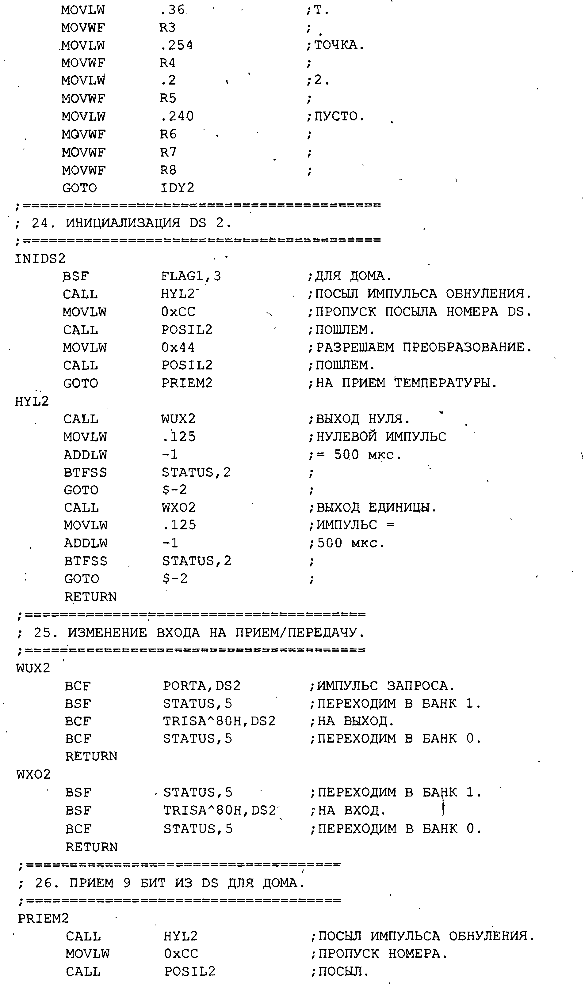 MOVLW .36 ;Т.
MOVWF R3 ;
MOVLW .254 ;ТОЧКА.
MOVWF R4 ;
MOVLW .2 ;2.
MOVWF R5 ;
MOVLW .240 ;ПУСТО.
MOVWF R6 ;
MOVWF R7 ;
MOVWF R8 ;
GOTO IDY2
;=========================================
; 24. ИНИЦИАЛИЗАЦИЯ DS 2.
;=========================================
INIDS2
BSF FLAG1,3 ;ДЛЯ ДОМА.
CALL HYL2 ;ПОСЫЛ ИМПУЛЬСА ОБНУЛЕНИЯ.
MOVLW 0xCC ;ПРОПУСК ПОСЫЛА НОМЕРА DS.
CALL POSIL2 ;ПОШЛЕМ.
MOVLW 0x44 ;РАЗРЕШАЕМ ПРЕОБРАЗОВАНИЕ.
CALL POSIL2 ;ПОШЛЕМ.
GOTO PRIEM2 ;НА ПРИЕМ ТЕМПЕРАТУРЫ.
HYL2
CALL WUX2 ;ВЫХОД НУЛЯ.
MOVLW .125 ;НУЛЕВОЙ ИМПУЛЬС
ADDLW -1 ;= 500 мкс.
BTFSS STATUS,2 ;
GOTO $-2 ;
CALL WXO2 ;ВЫХОД ЕДИНИЦЫ.
MOVLW .125 ;ИМПУЛЬС =
ADDLW -1 ;500 мкс.
BTFSS STATUS,2 ;
GOTO $-2 ;
RETURN
;=======================================
; 25. ИЗМЕНЕНИЕ ВХОДА НА ПРИЕМ/ПЕРЕДАЧУ.
;=======================================
WUX2
BCF PORTA,DS2 ;ИМПУЛЬС ЗАПРОСА.
BSF STATUS,5 ;ПЕРЕХОДИМ В БАНК 1.
BCF TRISA^80H,DS2 ;НА ВЫХОД.
BCF STATUS,5 ;ПЕРЕХОДИМ В БАНК 0.
RETURN
WXO2
BSF STATUS,5 ;ПЕРЕХОДИМ В БАНК 1.
BSF TRISA^80H,DS2 ;НА ВХОД.
BCF STATUS,5 ;ПЕРЕХОДИМ В БАНК 0.
RETURN
;====================================
; 26. ПРИЕМ 9 БИТ ИЗ DS ДЛЯ ДОМА.
;====================================
PRIEM2
CALL HYL2 ;ПОСЫЛ ИМПУЛЬСА ОБНУЛЕНИЯ.
MOVLW 0xCC ;ПРОПУСК НОМЕРА.
CALL POSIL2 ;ПОСЫЛ.